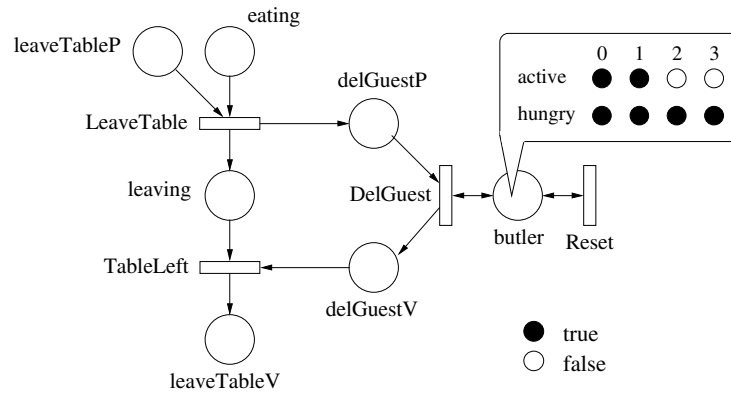 eating
leaveTableP
0 1 2 3
active
delGuestP
hungry
LeaveTable
leaving
DelGuest
butler
Reset
TableLeft
delGuestV
true
false
leaveTableV